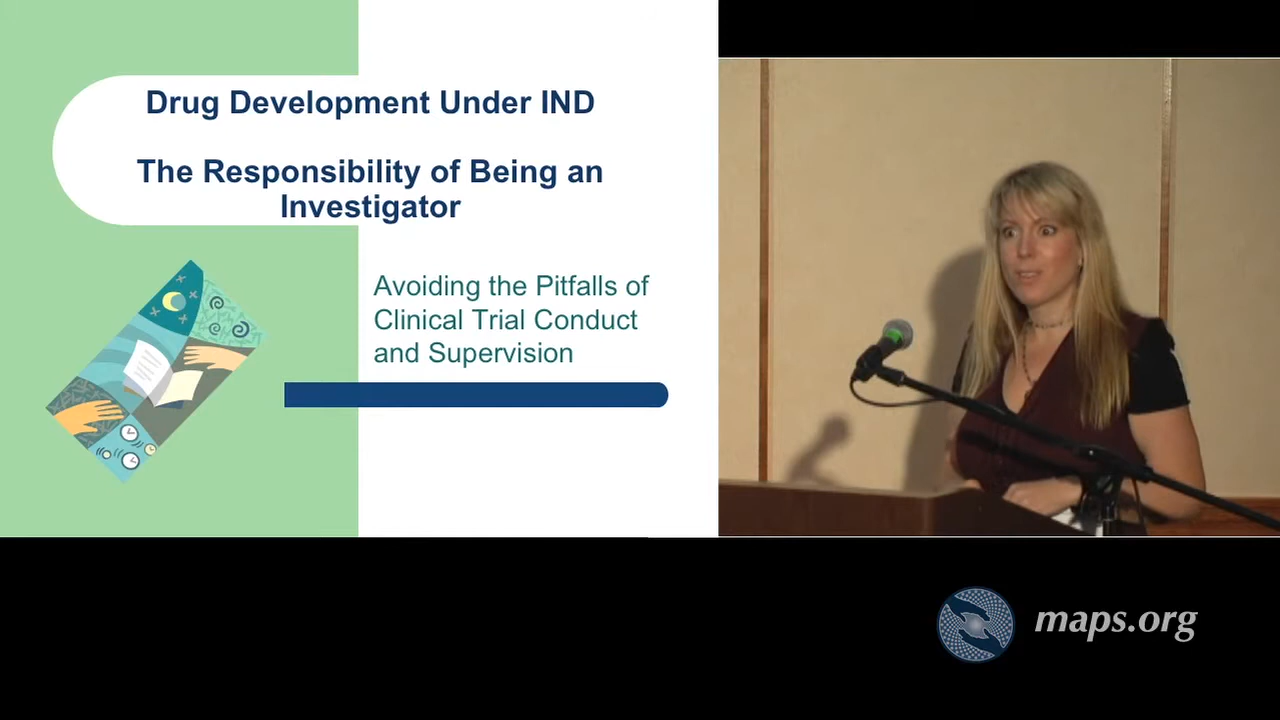 Drug Development Under IND
The Responsibility of Being an
Investigator
Avoiding the Pitfalls of
Clinical Trial Conduct
and Supervision
maps.org